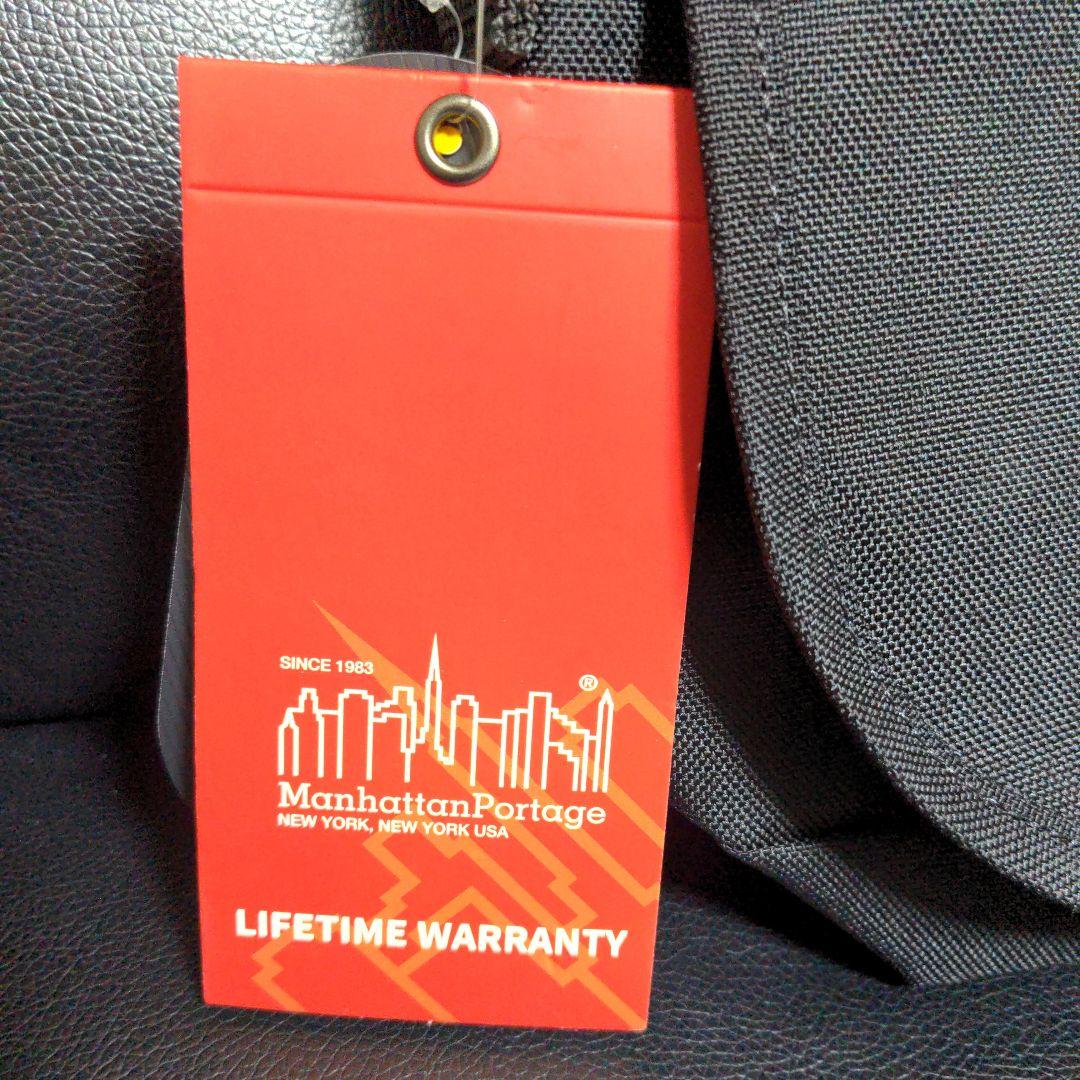 SINCE 1983
®
ManhattanPortage
NEW YORK, NEW YORK USA
LIFETIME WARRANTY